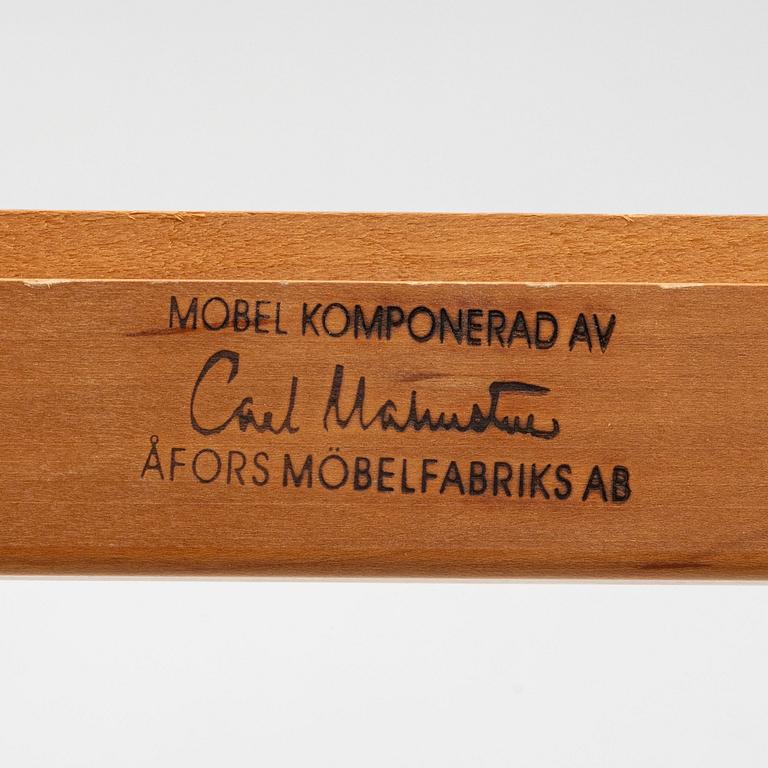 MOBEL KOMPONERAD AV
Carl Malmsten
ÅFORS MÖBELFABRIKS AB